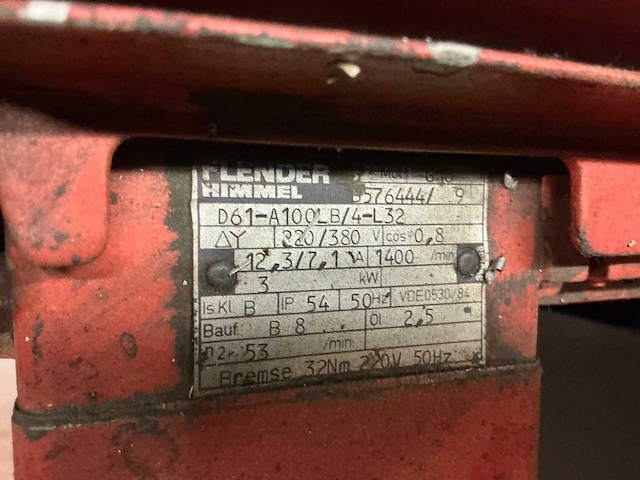 FLENDER
HIMMEL
576444/ 9
D61-A100LB/4-L32
ΔY 220/380 V cosφ 0,8
12,3/7,1 A 1400 /min
3 kW
Is Kl. B IP 54 50 Hz VDE0530/84
Bauf. B 8 Öl 2,5
n2 53 /min
Bremse 32Nm 220V 50Hz